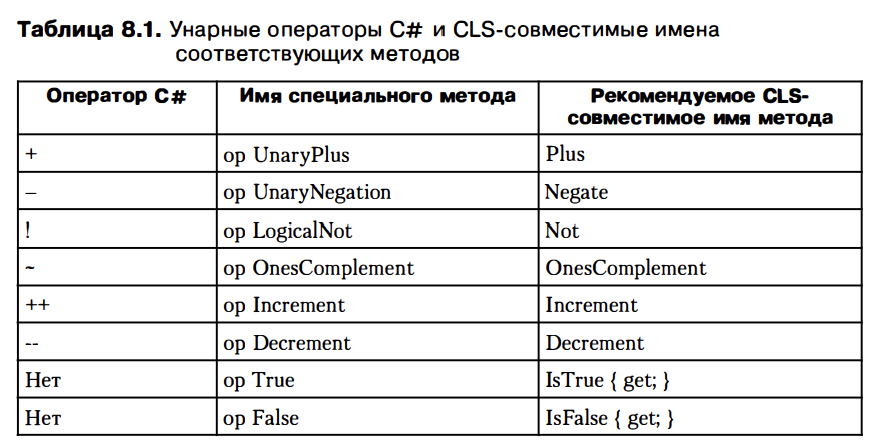 Таблица 8.1. Унарные операторы C# и CLS-совместимые имена
соответствующих методов
Оператор C# Имя специального метода Рекомендуемое CLS-
совместимое имя метода
+ op UnaryPlus Plus
– op UnaryNegation Negate
! op LogicalNot Not
~ op OnesComplement OnesComplement
++ op Increment Increment
-- op Decrement Decrement
Нет op True IsTrue { get; }
Нет op False IsFalse { get; }